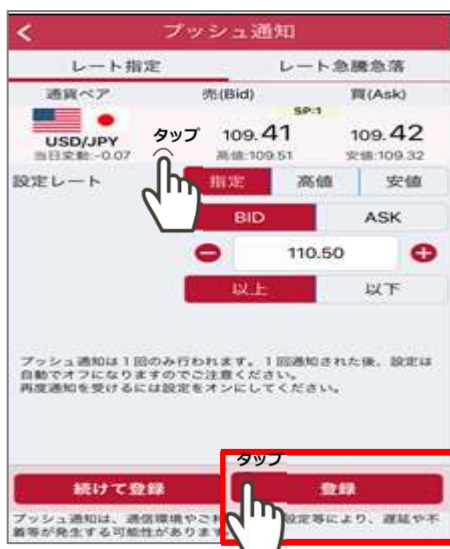 プッシュ通知
レート指定 レート急騰急落
通貨ペア 売(Bid) 買(Ask)
SP:1
USD/JPY タップ 109.41 109.42
当日変動:-0.07 高値:109.51 安値:109.32
設定レート 指定 高値 安値
BID ASK
110.50
以上 以下
プッシュ通知は1回のみ行われます。1回通知された後、設定は
自動でオフになりますのでご注意ください。
再度通知を受けるには設定をオンにしてください。
タップ
続けて登録 登録
プッシュ通知は、通信環境やご利 設定等により、遅延や不
着等が発生する可能性があります